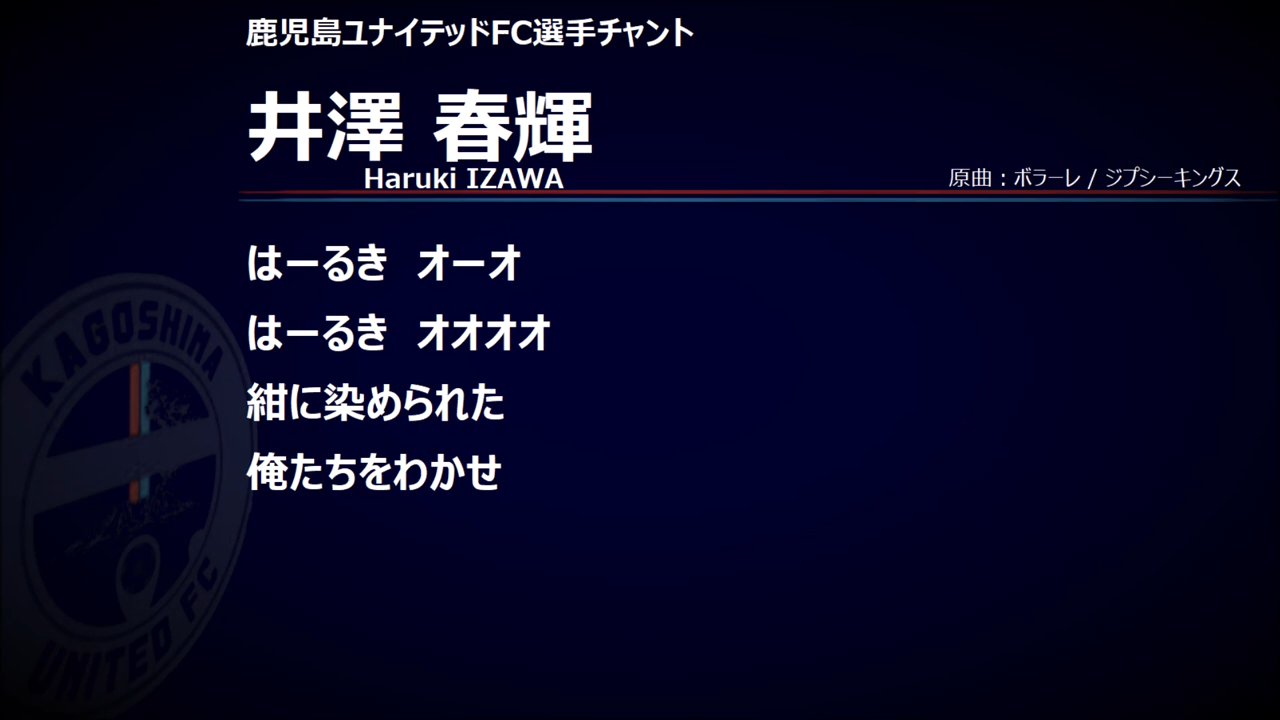 鹿児島ユナイテッドFC選手チャント
井澤 春輝
Haruki IZAWA
原曲：ボラーレ / ジプシーキングス
はーるき　オーオ
はーるき　オオオオ
紺に染められた
俺たちをわかせ
KAGOSHIMA
UNITED FC